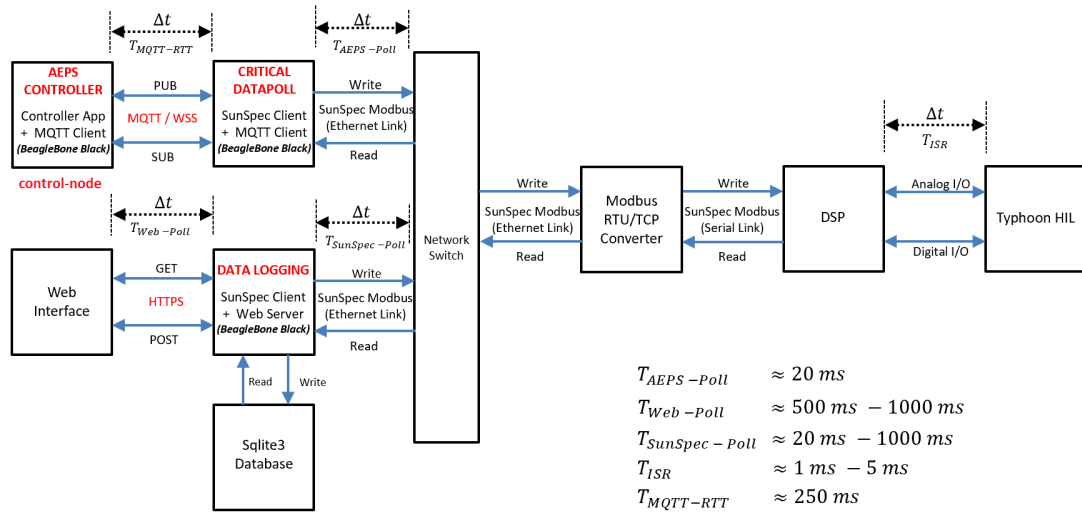 Δt
T_MQTT−RTT
Δt
T_AEPS −Poll
AEPS
CONTROLLER
Controller App
+ MQTT Client
(BeagleBone Black)
control-node
PUB
MQTT / WSS
SUB
CRITICAL
DATAPOLL
SunSpec Client
+ MQTT Client
(BeagleBone Black)
Write
SunSpec Modbus
(Ethernet Link)
Read
Δt
T_Web −Poll
Δt
T_SunSpec −Poll
Web
Interface
GET
HTTPS
POST
DATA LOGGING
SunSpec Client
+ Web Server
(BeagleBone Black)
Write
SunSpec Modbus
(Ethernet Link)
Read
Read
Write
Sqlite3
Database
Network
Switch
Write
SunSpec Modbus
(Ethernet Link)
Read
Modbus
RTU/TCP
Converter
Write
SunSpec Modbus
(Serial Link)
Read
DSP
Δt
T_ISR
Analog I/O
Digital I/O
Typhoon HIL
T_AEPS −Poll ≈ 20 ms
T_Web −Poll ≈ 500 ms − 1000 ms
T_SunSpec −Poll ≈ 20 ms − 1000 ms
T_ISR ≈ 1 ms − 5 ms
T_MQTT−RTT ≈ 250 ms